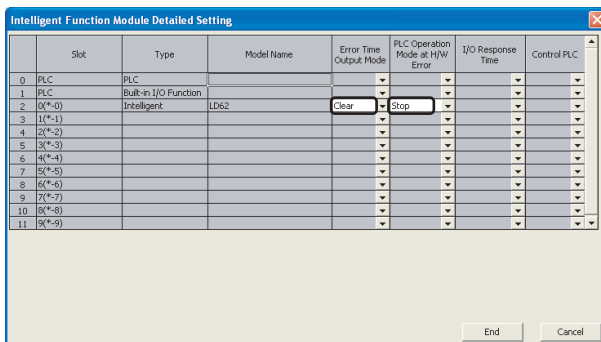 Intelligent Function Module Detailed Setting
Slot Type Model Name Error Time Output Mode PLC Operation Mode at H/W Error I/O Response Time Control PLC
0 PLC PLC
1 PLC Built-in I/O Function
2 0(*-0) Intelligent LD62 Clear Stop
3 1(*-1)
4 2(*-2)
5 3(*-3)
6 4(*-4)
7 5(*-5)
8 6(*-6)
9 7(*-7)
10 8(*-8)
11 9(*-9)
End Cancel